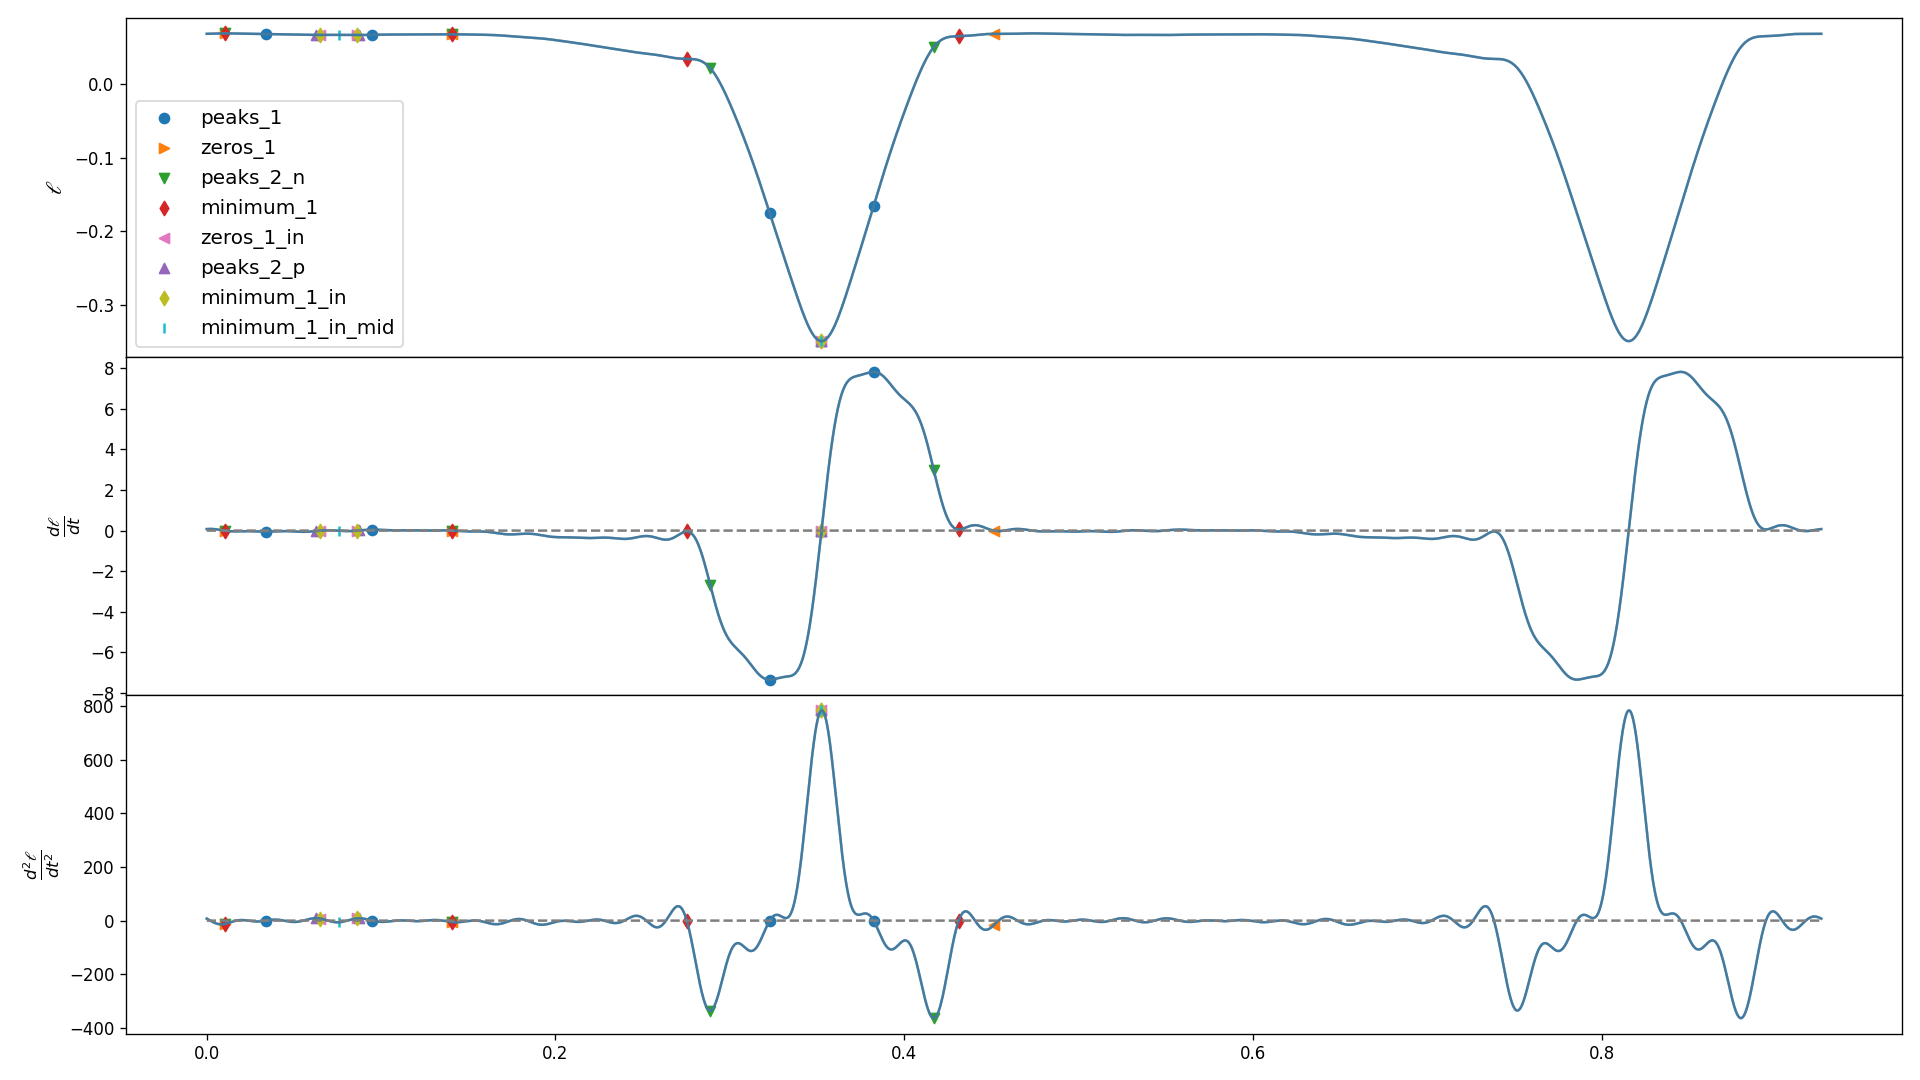 0.0
−0.1
−0.2
−0.3
ℓ
peaks_1
zeros_1
peaks_2_n
minimum_1
zeros_1_in
peaks_2_p
minimum_1_in
minimum_1_in_mid
8
6
4
2
0
−2
−4
−6
−8
dℓ
dt
800
600
400
200
0
−200
−400
d²ℓ
dt²
0.0 0.2 0.4 0.6 0.8